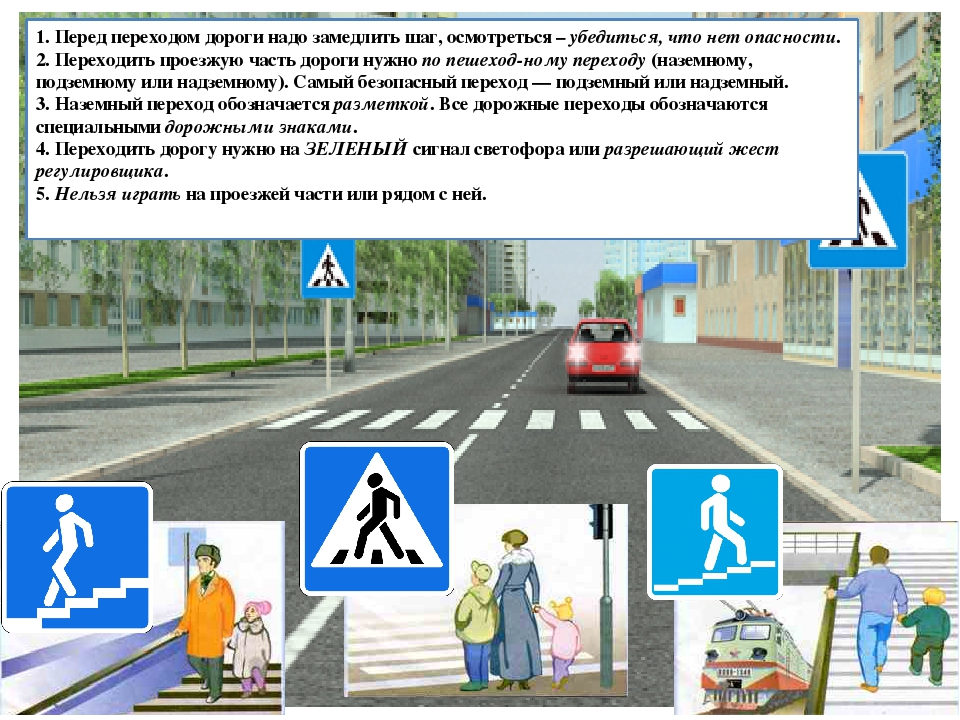 1. Перед переходом дороги надо замедлить шаг, осмотреться – убедиться, что нет опасности.
2. Переходить проезжую часть дороги нужно по пешеход-ному переходу (наземному,
подземному или надземному). Самый безопасный переход — подземный или надземный.
3. Наземный переход обозначается разметкой. Все дорожные переходы обозначаются
специальными дорожными знаками.
4. Переходить дорогу нужно на ЗЕЛЕНЫЙ сигнал светофора или разрешающий жест
регулировщика.
5. Нельзя играть на проезжей части или рядом с ней.